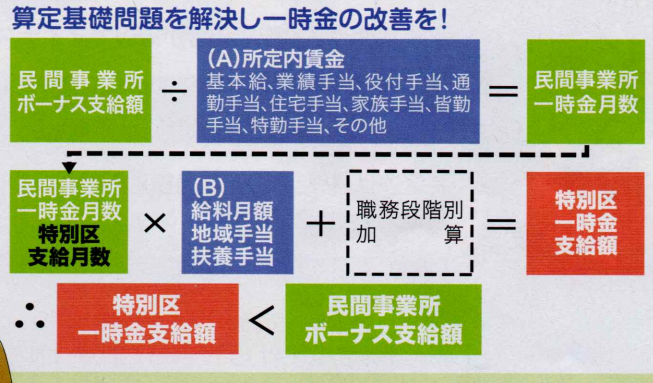 算定基礎問題を解決し一時金の改善を!
民間事業所
ボーナス支給額
÷
(A)所定内賃金
基本給、業績手当、役付手当、通
勤手当、住宅手当、家族手当、皆勤
手当、特勤手当、その他
=
民間事業所
一時金月数
民間事業所
一時金月数
特別区
支給月数
×
(B)
給料月額
地域手当
扶養手当
+
職務段階別
加算
=
特別区
一時金
支給額
∴
特別区
一時金支給額
<
民間事業所
ボーナス支給額